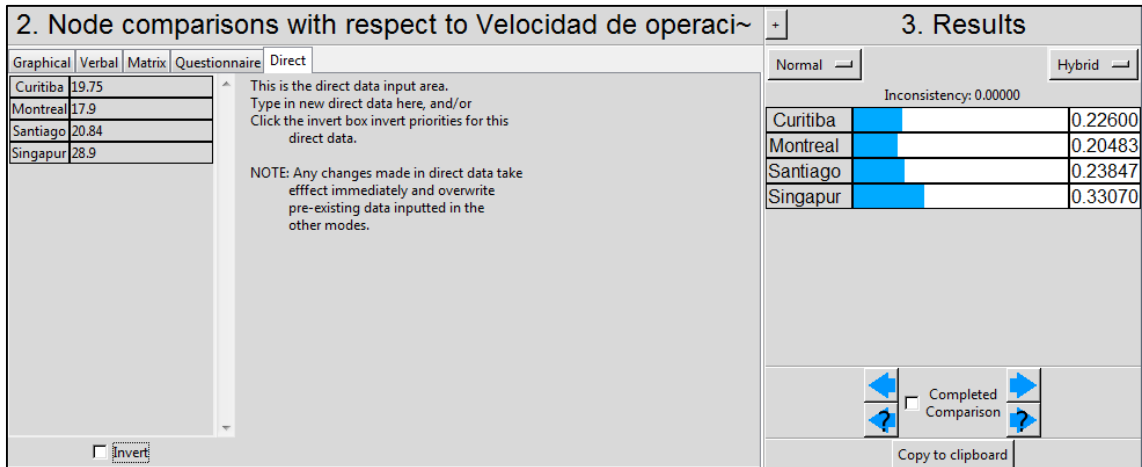 2. Node comparisons with respect to Velocidad de operaci~
+
3. Results
Graphical Verbal Matrix Questionnaire Direct
Curitiba 19.75
Montreal 17.9
Santiago 20.84
Singapur 28.9
This is the direct data input area.
Type in new direct data here, and/or
Click the invert box invert priorities for this
direct data.
NOTE: Any changes made in direct data take
efffect immediately and overwrite
pre-existing data inputted in the
other modes.
Invert
Normal Hybrid
Inconsistency: 0.00000
Curitiba 0.22600
Montreal 0.20483
Santiago 0.23847
Singapur 0.33070
Completed
Comparison
? ?
Copy to clipboard